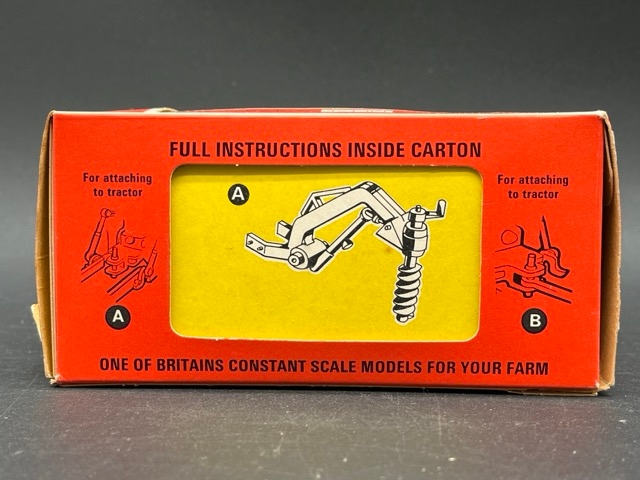 FULL INSTRUCTIONS INSIDE CARTON
For attaching
to tractor
A
A
For attaching
to tractor
B
ONE OF BRITAINS CONSTANT SCALE MODELS FOR YOUR FARM